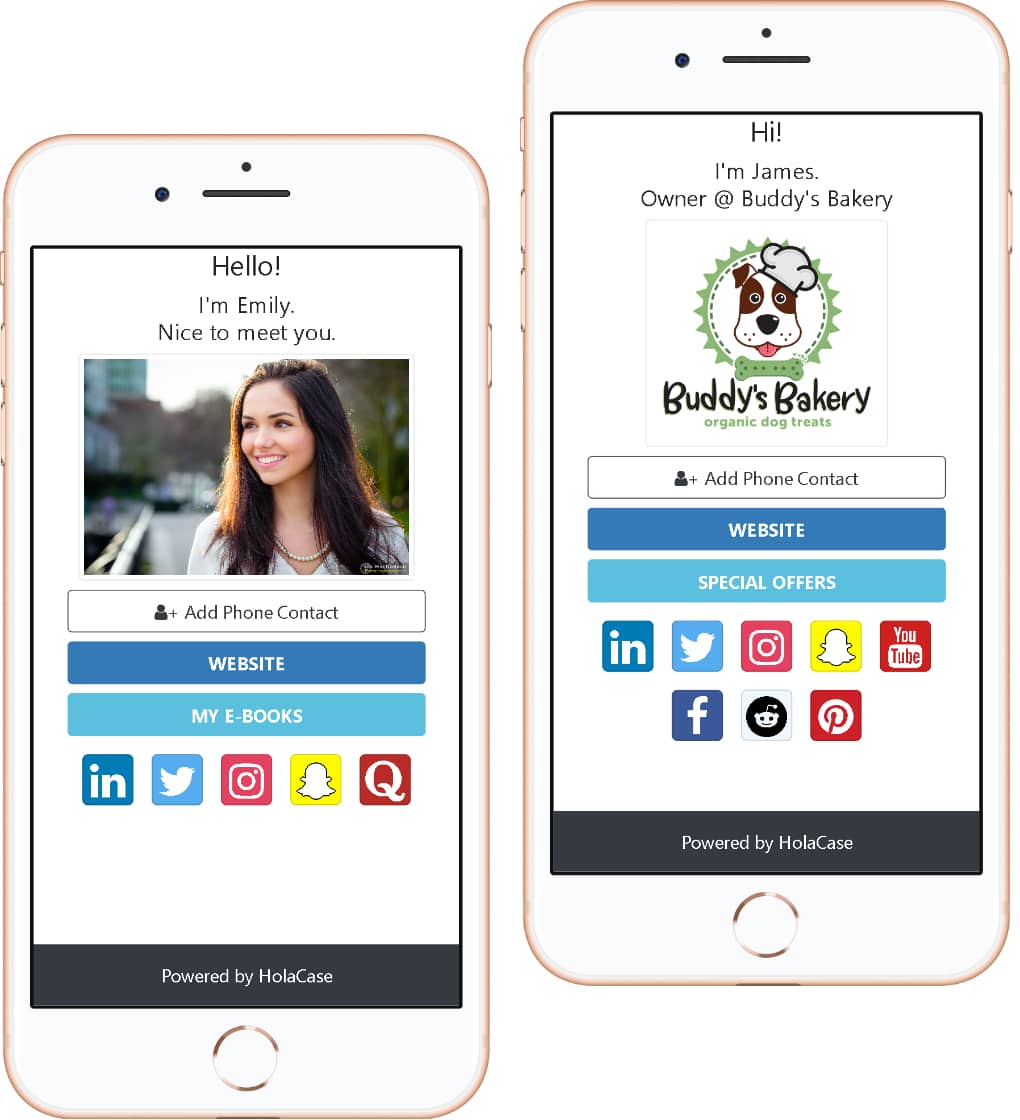 Hello!
I'm Emily.
Nice to meet you.
Add Phone Contact
WEBSITE
MY E-BOOKS
in
Q
Powered by HolaCase
Hi!
I'm James.
Owner @ Buddy's Bakery
Buddy's Bakery
organic dog treats
Add Phone Contact
WEBSITE
SPECIAL OFFERS
in
You
Tube
f
Powered by HolaCase